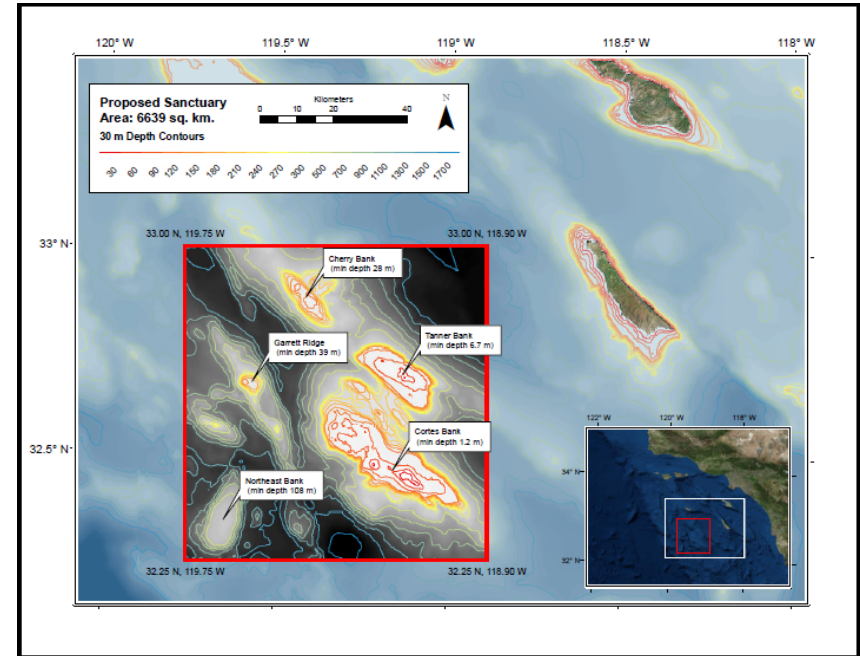 120° W 119.5° W 119° W 118.5° W 118° W
Proposed Sanctuary
Area: 6639 sq. km.
30 m Depth Contours
Kilometers
0 10 20 40
N
30 60 90 120 150 180 210 240 270 300 500 700 900 1100 1300 1500 1700
33° N
33.00 N, 119.75 W 33.00 N, 118.90 W
Cherry Bank
(min depth 28 m)
Garrett Ridge
(min depth 39 m)
Tanner Bank
(min depth 6.7 m)
Cortes Bank
(min depth 1.2 m)
32.5° N
Northeast Bank
(min depth 108 m)
32.25 N, 119.75 W 32.25 N, 118.90 W
122° W 120° W 118° W
34° N
32° N